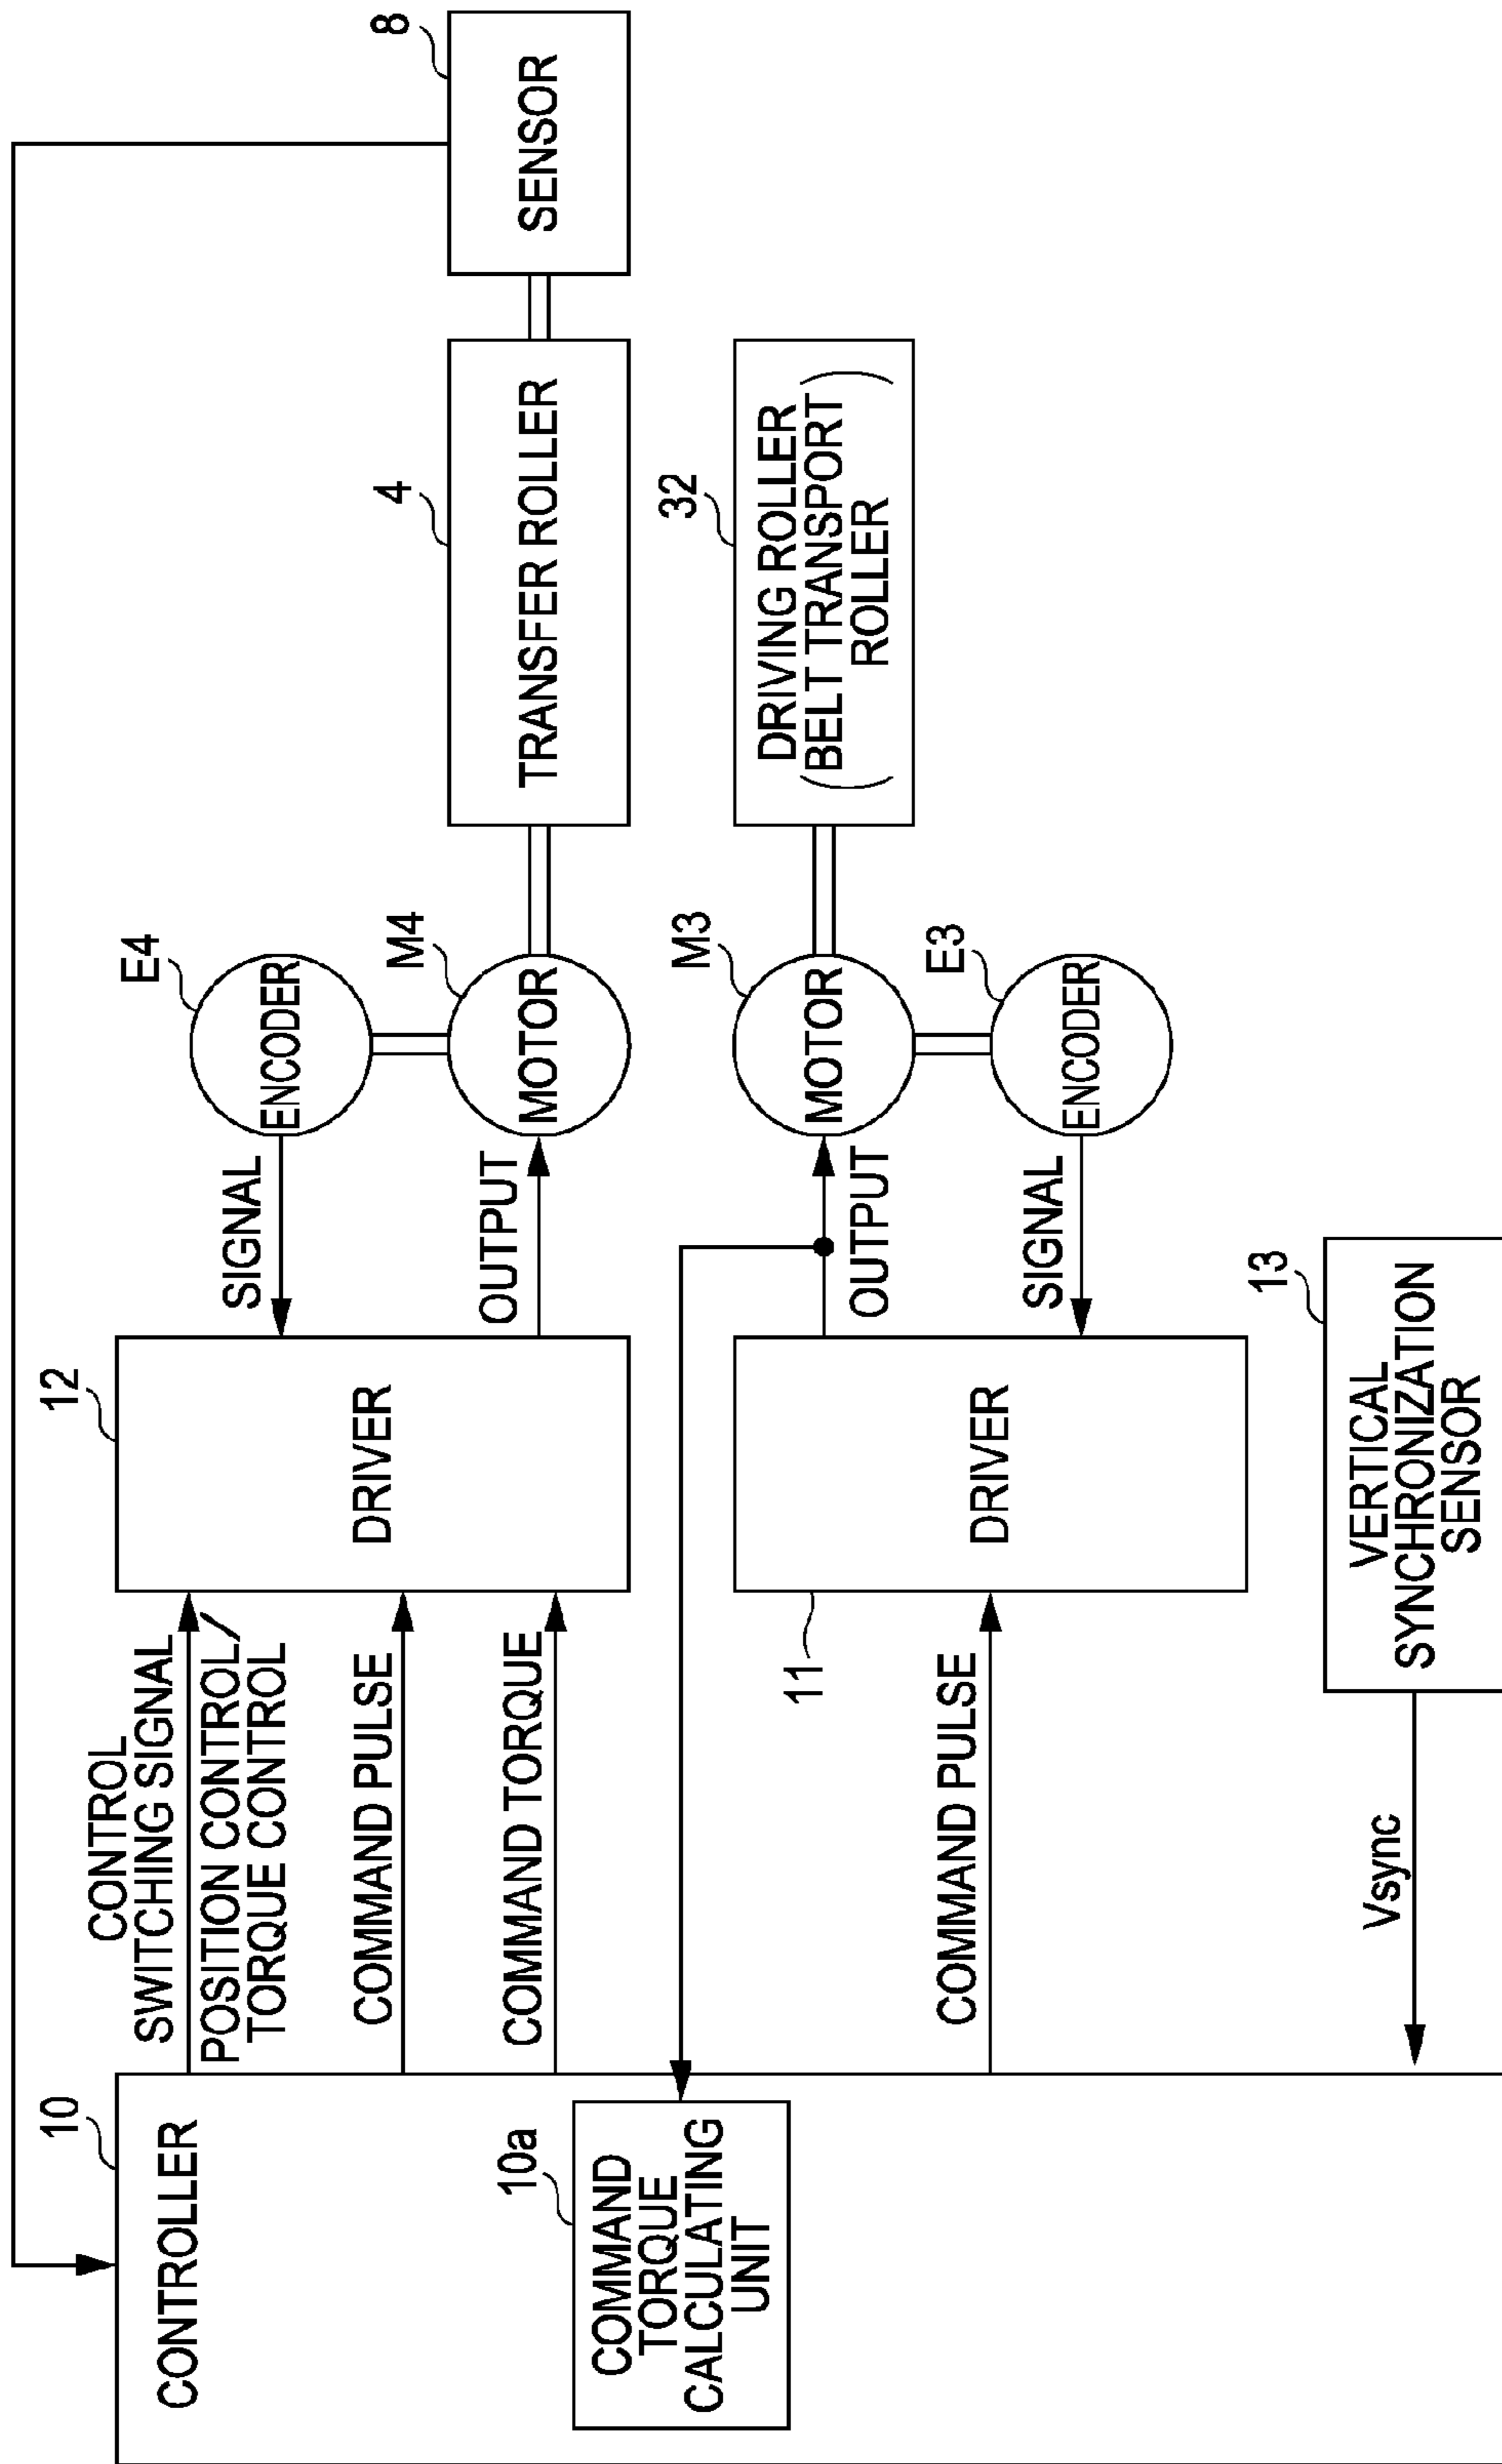 10
CONTROLLER
10a
COMMAND
TORQUE
CALCULATING
UNIT
CONTROL
SWITCHING SIGNAL
POSITION CONTROL/
TORQUE CONTROL
COMMAND PULSE
COMMAND TORQUE
COMMAND PULSE
Vsync
12
DRIVER
11
DRIVER
13
VERTICAL
SYNCHRONIZATION
SENSOR
SIGNAL
OUTPUT
OUTPUT
SIGNAL
E4
ENCODER
M4
MOTOR
M3
MOTOR
E3
ENCODER
4
TRANSFER ROLLER
32
DRIVING ROLLER
(BELT TRANSPORT
ROLLER)
8
SENSOR